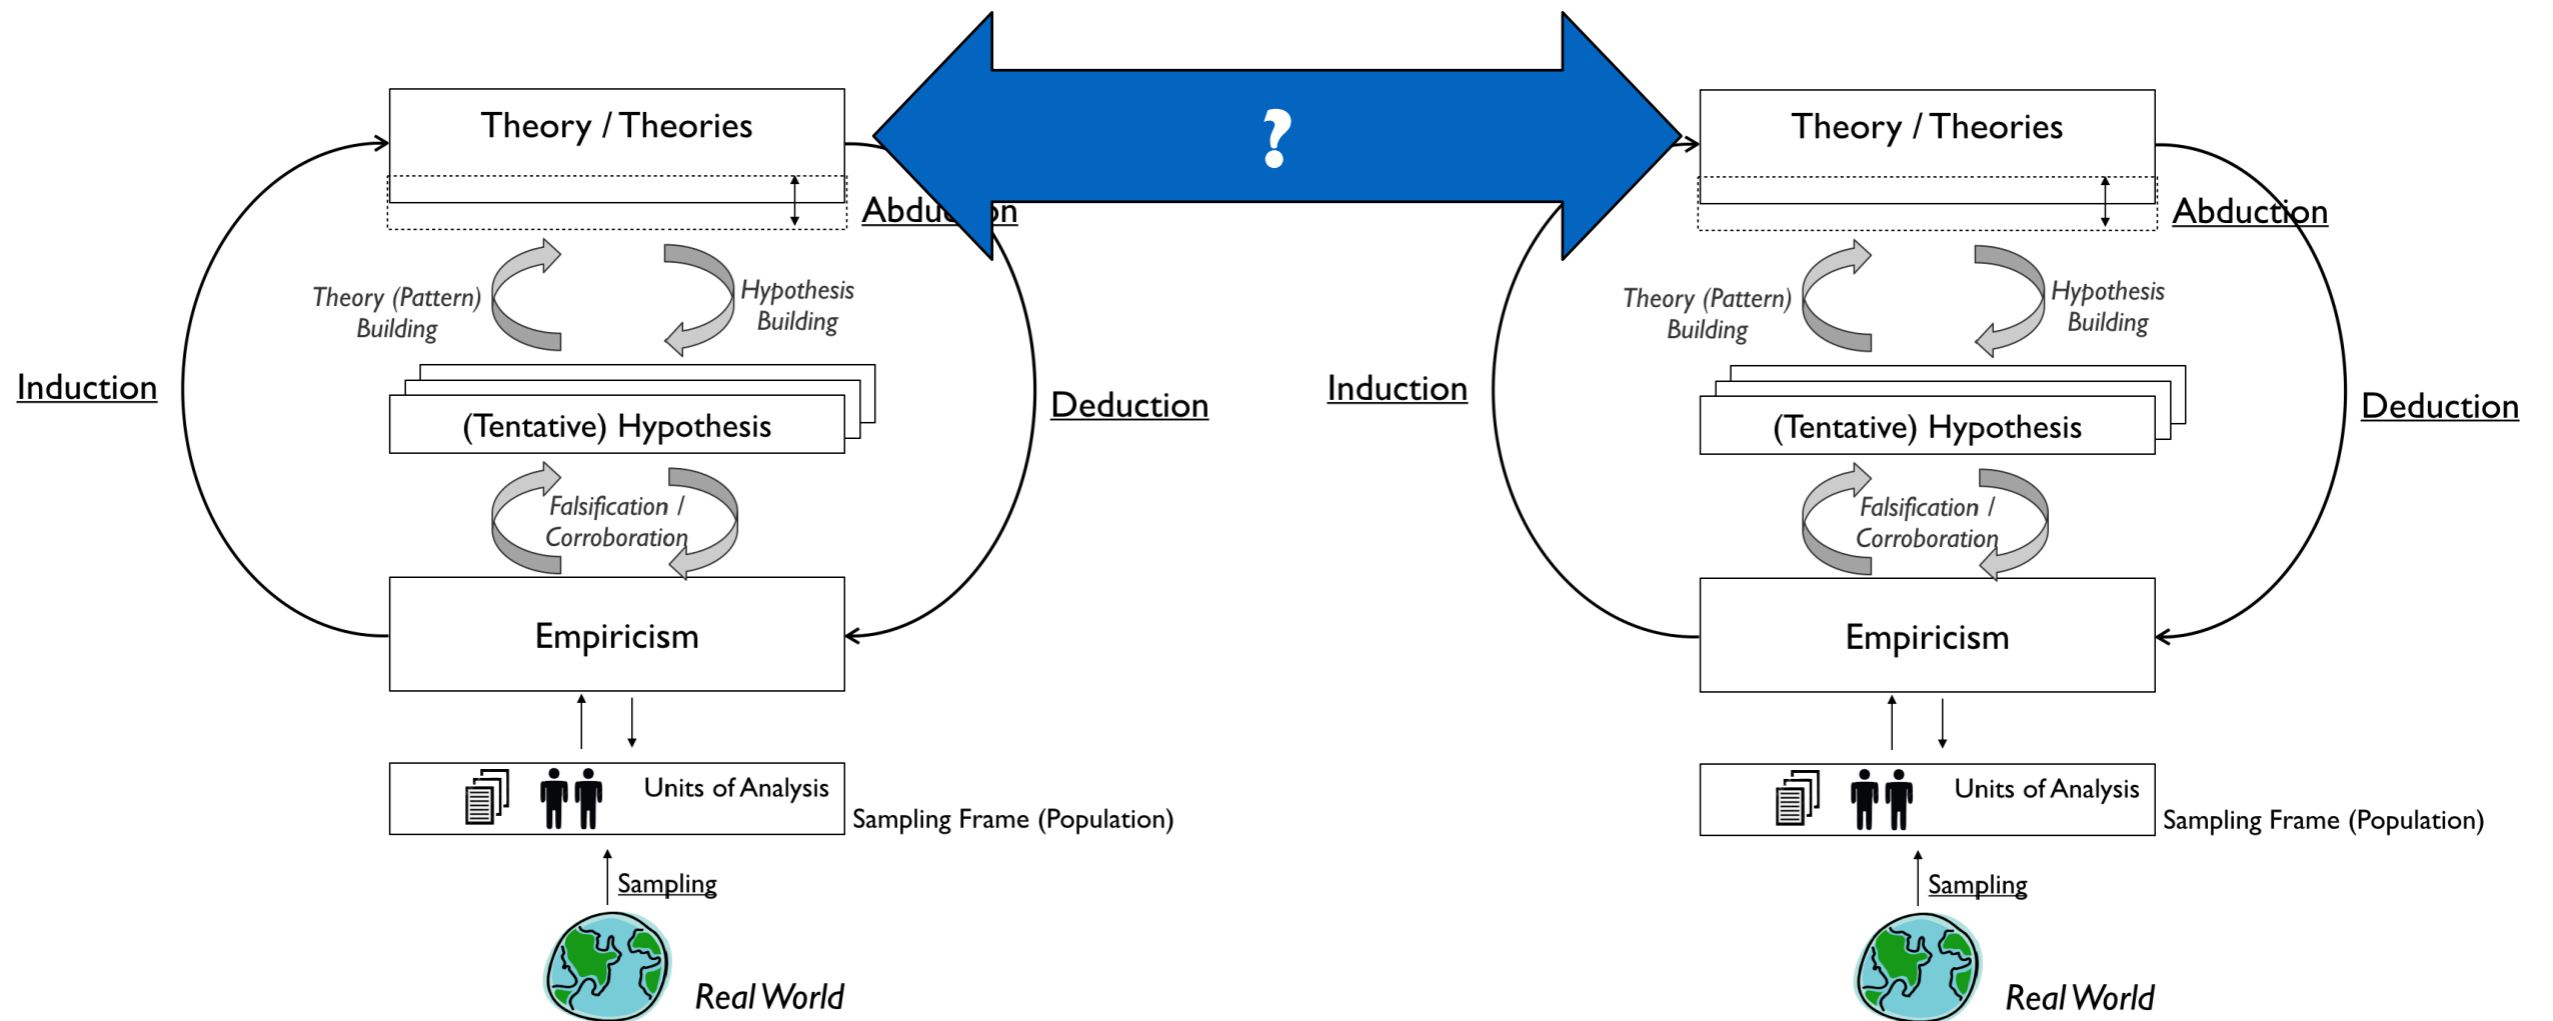 ?
Theory / Theories
Abduction
Theory (Pattern)
Building
Hypothesis
Building
Induction
(Tentative) Hypothesis
Deduction
Falsification /
Corroboration
Empiricism
Units of Analysis
Sampling Frame (Population)
Sampling
Real World
Theory / Theories
Abduction
Theory (Pattern)
Building
Hypothesis
Building
Induction
(Tentative) Hypothesis
Deduction
Falsification /
Corroboration
Empiricism
Units of Analysis
Sampling Frame (Population)
Sampling
Real World